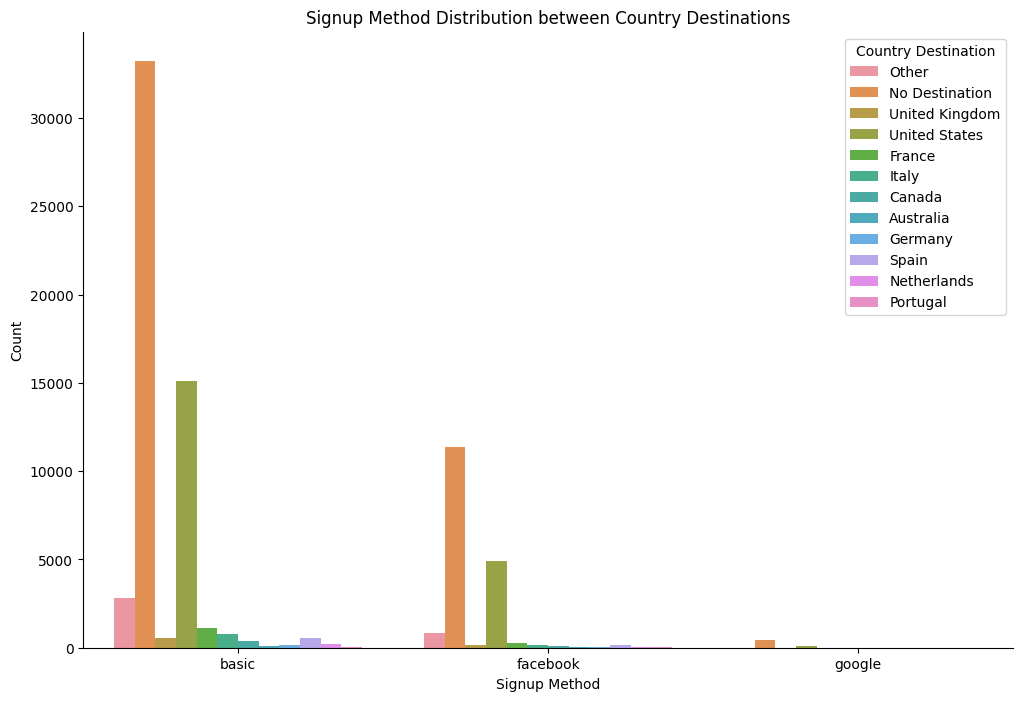 Signup Method Distribution between Country Destinations
Country Destination
Other
No Destination
United Kingdom
United States
France
Italy
Canada
Australia
Germany
Spain
Netherlands
Portugal
Count
30000
25000
20000
15000
10000
5000
0
basic
facebook
google
Signup Method